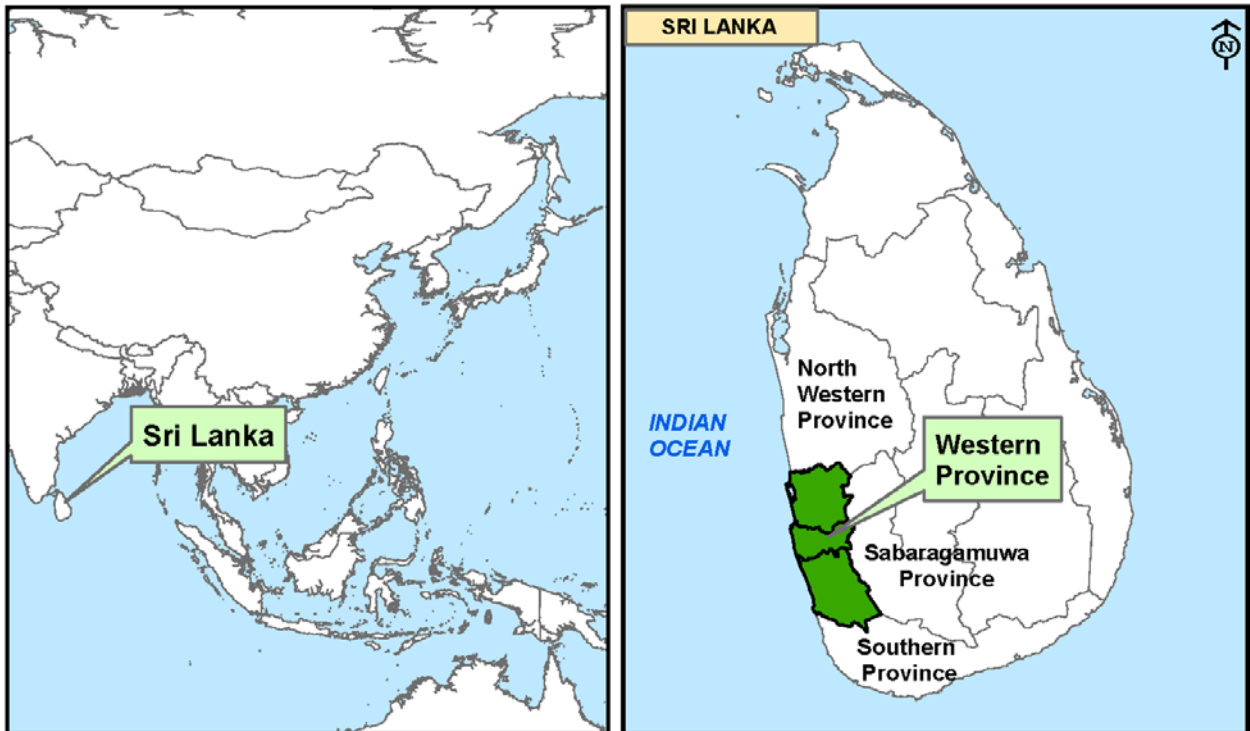 Sri Lanka
SRI LANKA
N
North
Western
Province
INDIAN
OCEAN
Western
Province
Sabaragamuwa
Province
Southern
Province